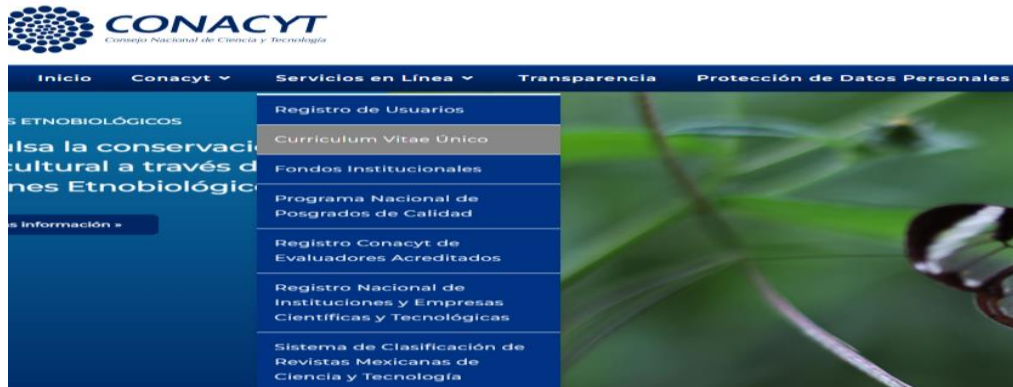 CONACYT
Consejo Nacional de Ciencia y Tecnología
Inicio Conacyt Servicios en Línea Transparencia Protección de Datos Personales
S ETNOBIOLÓGICOS
ulsa la conservaci
cultural a través d
nes Etnobiológic
s información »
Registro de Usuarios
Curriculum Vitae Único
Fondos Institucionales
Programa Nacional de
Posgrados de Calidad
Registro Conacyt de
Evaluadores Acreditados
Registro Nacional de
Instituciones y Empresas
Científicas y Tecnológicas
Sistema de Clasificación de
Revistas Mexicanas de
Ciencia y Tecnología